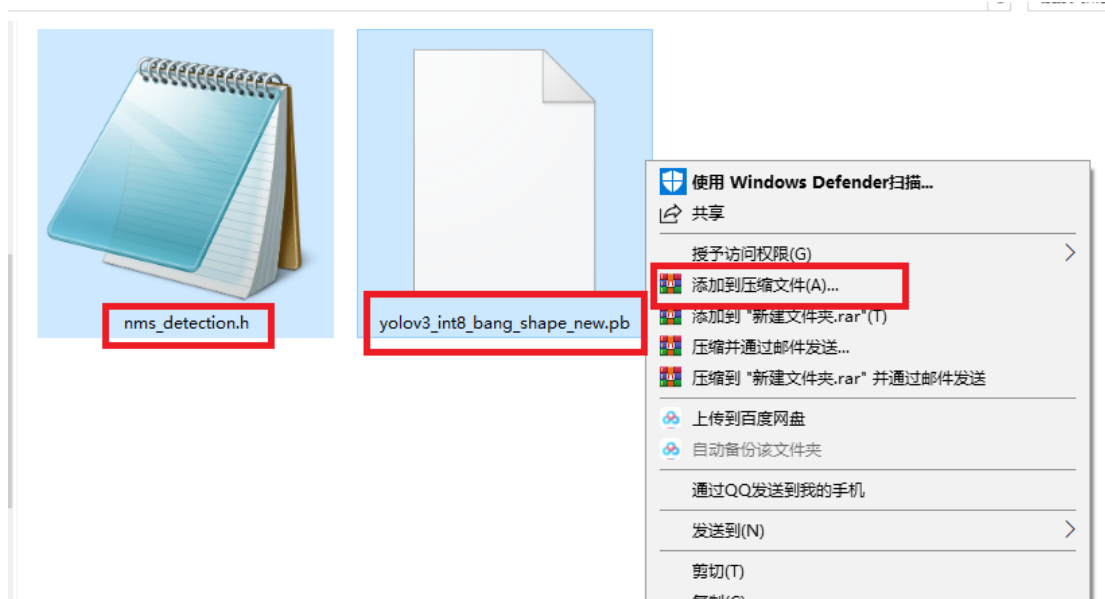 nms_detection.h
yolov3_int8_bang_shape_new.pb
使用 Windows Defender扫描...
共享
授予访问权限(G)
添加到压缩文件(A)...
添加到 "新建文件夹.rar"(T)
压缩并通过邮件发送...
压缩到 "新建文件夹.rar" 并通过邮件发送
上传到百度网盘
自动备份该文件夹
通过QQ发送到我的手机
发送到(N)
剪切(T)